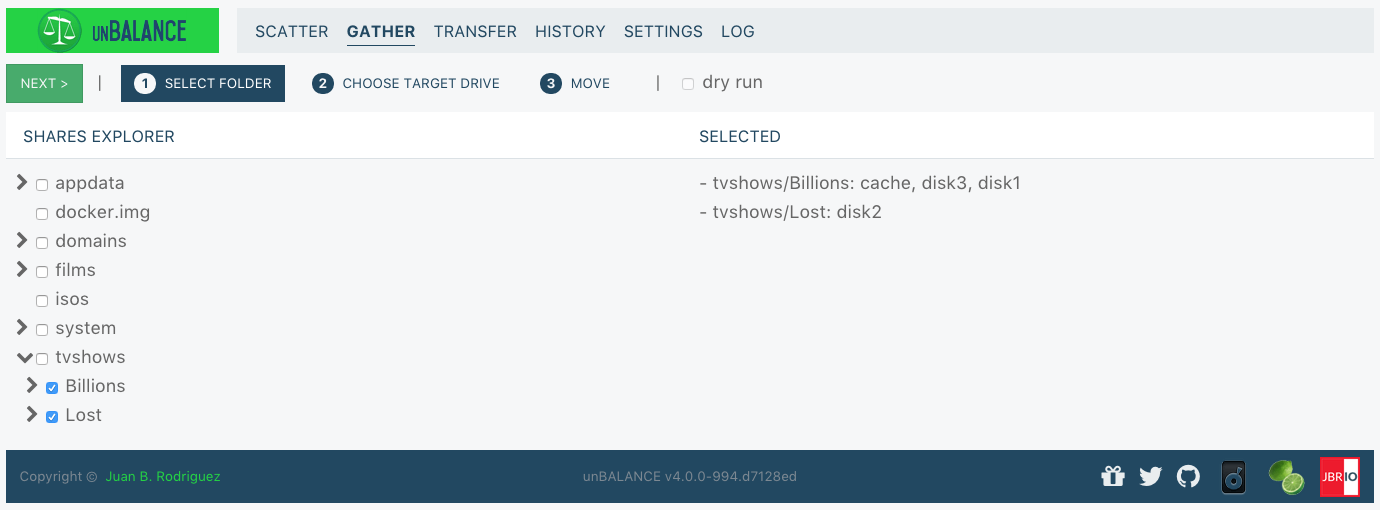 unBALANCE SCATTER GATHER TRANSFER HISTORY SETTINGS LOG
NEXT > | 1 SELECT FOLDER 2 CHOOSE TARGET DRIVE 3 MOVE | dry run
SHARES EXPLORER SELECTED
appdata - tvshows/Billions: cache, disk3, disk1
docker.img - tvshows/Lost: disk2
domains
films
isos
system
tvshows
Billions
Lost
Copyright © Juan B. Rodriguez unBALANCE v4.0.0-994.d7128ed JBRIO